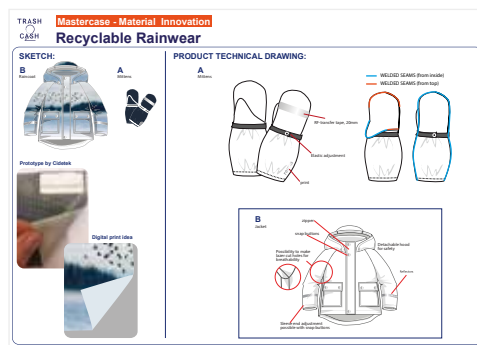 TRASH
2
CASH
Mastercase - Material Innovation
Recyclable Rainwear
SKETCH:
B
Raincoat
A
Mittens
Prototype by Cidetek
Digital print idea
PRODUCT TECHNICAL DRAWING:
A
Mittens
RF-transfer tape, 20mm
Elastic adjustment
print
WELDED SEAMS (from inside)
WELDED SEAMS (from top)
B
Jacket
zipper
snap buttons
Possibility to make
laser cut holes for
breathability
Detachable hood
for safety
Reflectors
Sleeve end adjustment
possible with snap buttons